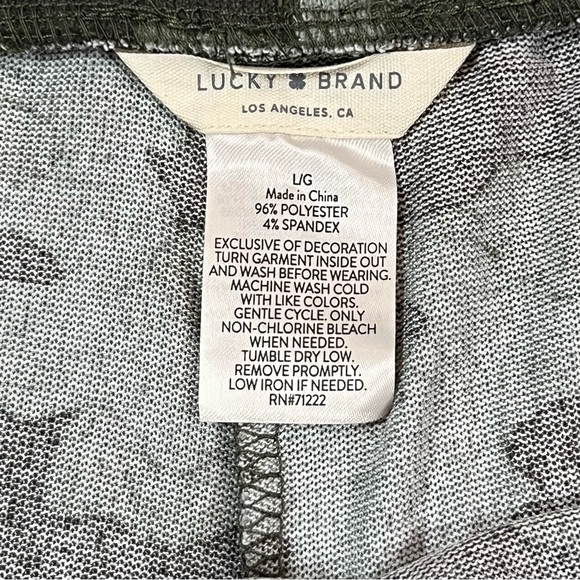 LUCKY BRAND
LOS ANGELES, CA
L/G
Made in China
96% POLYESTER
4% SPANDEX
EXCLUSIVE OF DECORATION
TURN GARMENT INSIDE OUT
AND WASH BEFORE WEARING.
MACHINE WASH COLD
WITH LIKE COLORS.
GENTLE CYCLE. ONLY
NON-CHLORINE BLEACH
WHEN NEEDED.
TUMBLE DRY LOW.
REMOVE PROMPTLY.
LOW IRON IF NEEDED.
RN#71222